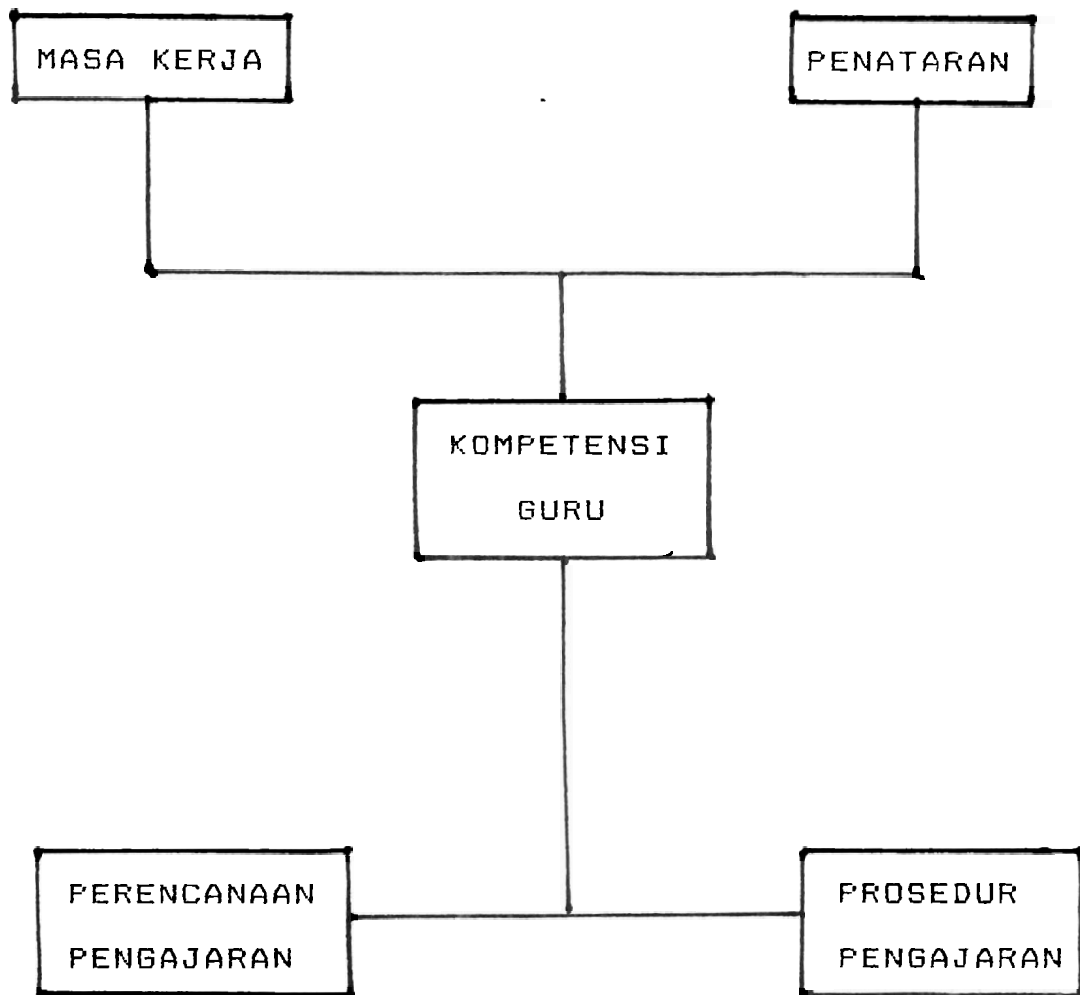 MASA KERJA
PENATARAN
KOMPETENSI
GURU
PERENCANAAN
PENGAJARAN
PROSEDUR
PENGAJARAN